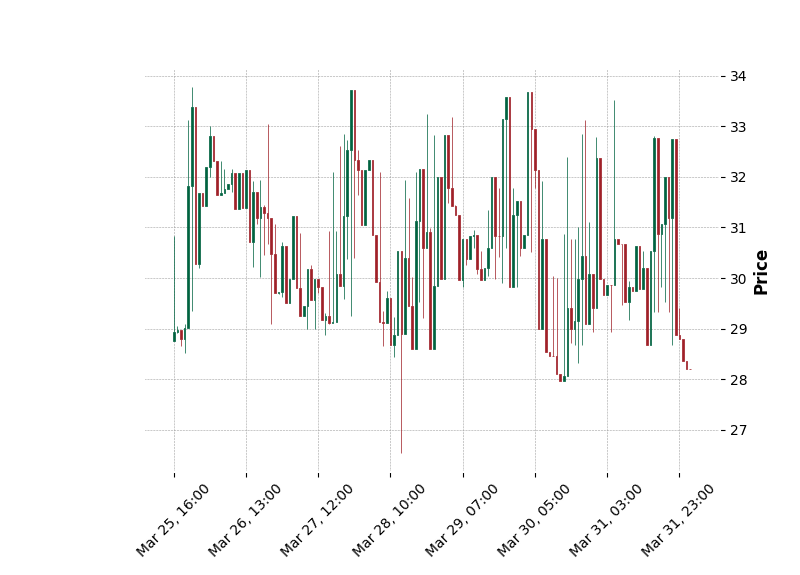 34
33
32
31
30
29
28
27
Price
Mar 25, 16:00
Mar 26, 13:00
Mar 27, 12:00
Mar 28, 10:00
Mar 29, 07:00
Mar 30, 05:00
Mar 31, 03:00
Mar 31, 23:00